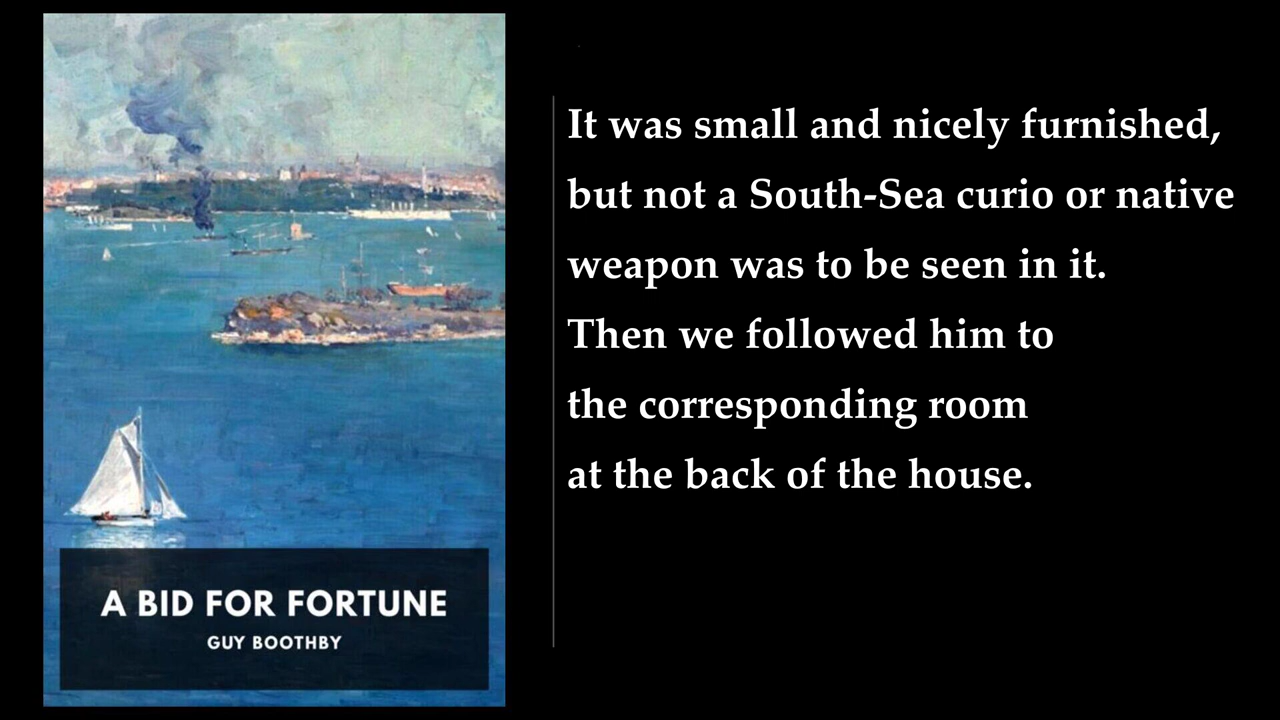 It was small and nicely furnished,
but not a South-Sea curio or native
weapon was to be seen in it.
Then we followed him to
the corresponding room
at the back of the house.
A BID FOR FORTUNE
GUY BOOTHBY